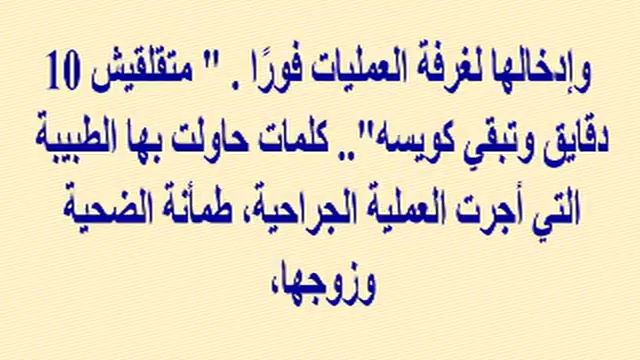 وإدخالها لغرفة العمليات فورًا . " متقلقيش 10
دقايق وتبقي كويسه".. كلمات حاولت بها الطبيبة
التي أجرت العملية الجراحية، طمأنة الضحية
وزوجها،